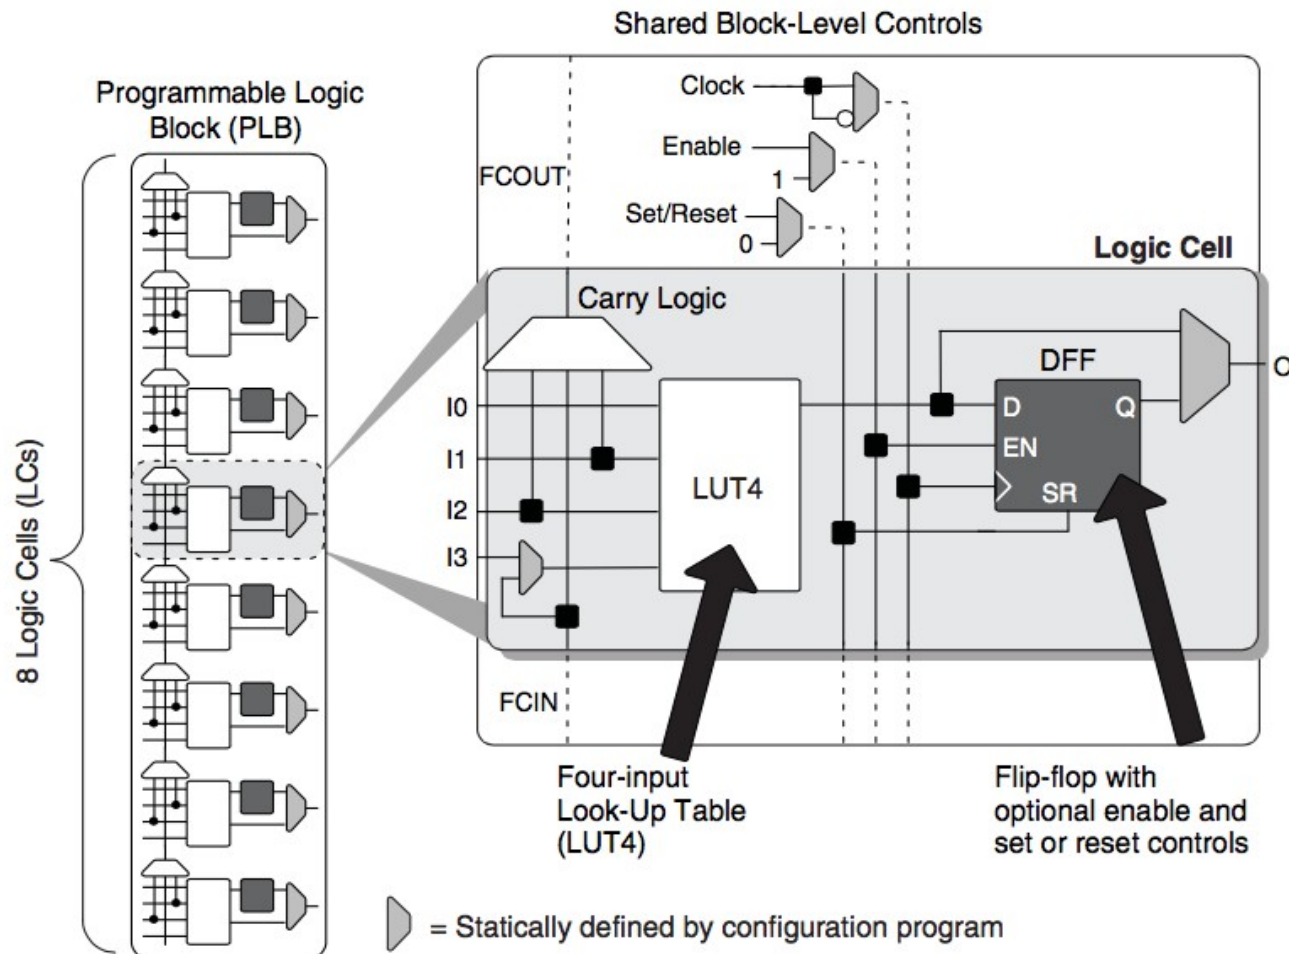 Shared Block-Level Controls
Programmable Logic
Block (PLB)
8 Logic Cells (LCs)
Clock
Enable
1
FCOUT
Set/Reset
0
Logic Cell
Carry Logic
DFF
O
I0
D
Q
EN
I1
LUT4
SR
I2
I3
FCIN
Four-input
Look-Up Table
(LUT4)
Flip-flop with
optional enable and
set or reset controls
= Statically defined by configuration program